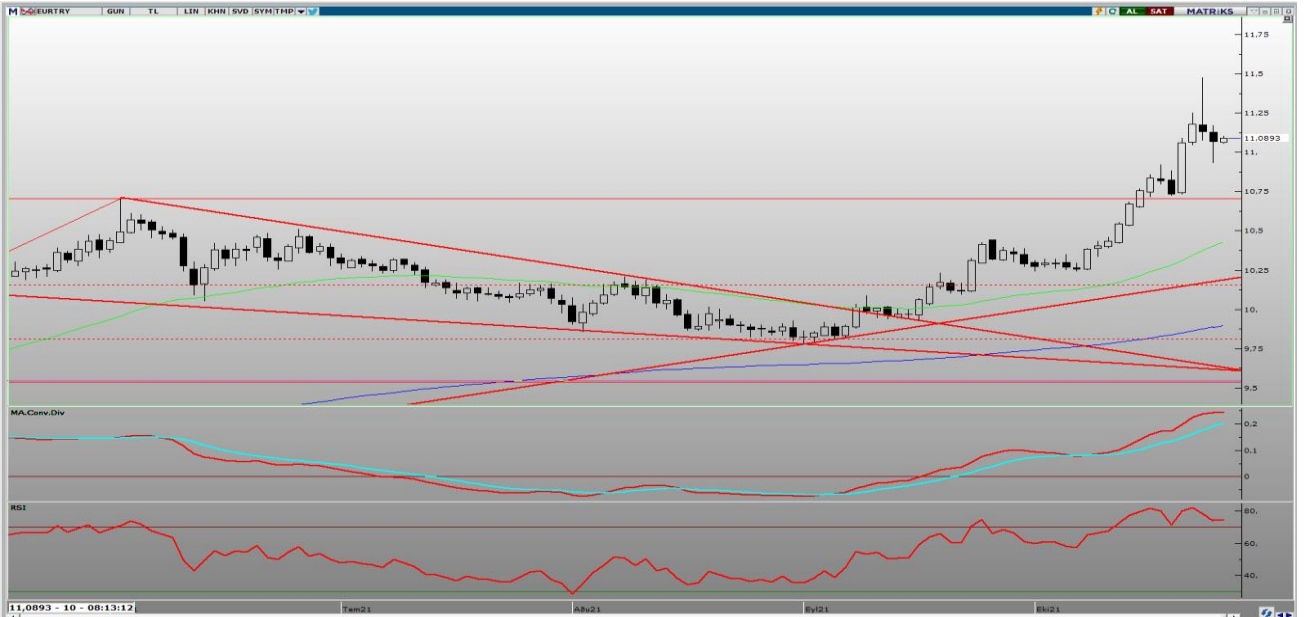 M EURTRY GUN TL LIN KHN SVD SYM TMP AL SAT MATRİKS
11,75
11,5
11,25
11,0893
11,
10,75
10,5
10,25
10,
9,75
9,5
MA.Conv.Div
0,2
0,1
0
RSI
80,
60,
40,
11,0893 - 10 - 08:13:12
Tem21
Ağu21
Eyl21
Eki21